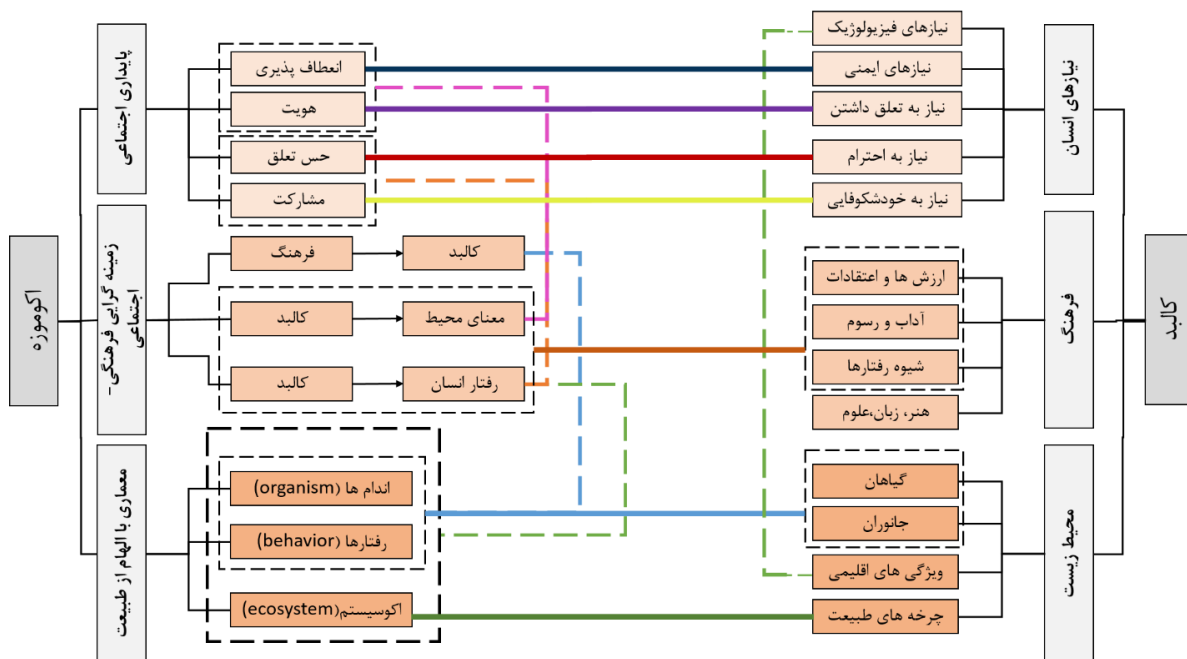 کالبد
نیازهای انسان
نیازهای فیزیولوژیک
نیازهای ایمنی
نیاز به تعلق داشتن
نیاز به احترام
نیاز به خودشکوفایی
فرهنگ
ارزش ها و اعتقادات
آداب و رسوم
شیوه رفتارها
هنر، زبان،علوم
محیط زیست
گیاهان
جانوران
ویژگی های اقلیمی
چرخه های طبیعت
اکوموزه
پایداری اجتماعی
انعطاف پذیری
هویت
حس تعلق
مشارکت
زمینه گرایی فرهنگی-
اجتماعی
فرهنگ
کالبد
کالبد
معنای محیط
کالبد
رفتار انسان
معماری با الهام از طبیعت
اندام ها (organism)
رفتارها (behavior)
اکوسیستم(ecosystem)